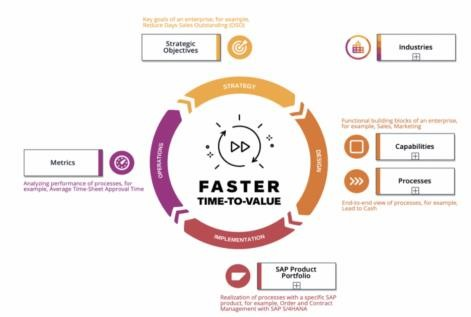 Key goals of an enterprise, for example,
Reduce Days Sales Outstanding (DSO)
Strategic
Objectives
Industries
STRATEGY
Functional building blocks of an enterprise,
for example, Sales, Marketing
Capabilities
OPERATIONS
DESIGN
Metrics
Processes
Analyzing performance of processes, for
example, Average Time-Sheet Approval Time
FASTER
TIME-TO-VALUE
End-to-end view of processes, for example,
Lead to Cash
IMPLEMENTATION
SAP Product
Portfolio
Realization of processes with a specific SAP
product, for example, Order and Contract
Management with SAP S/4HANA